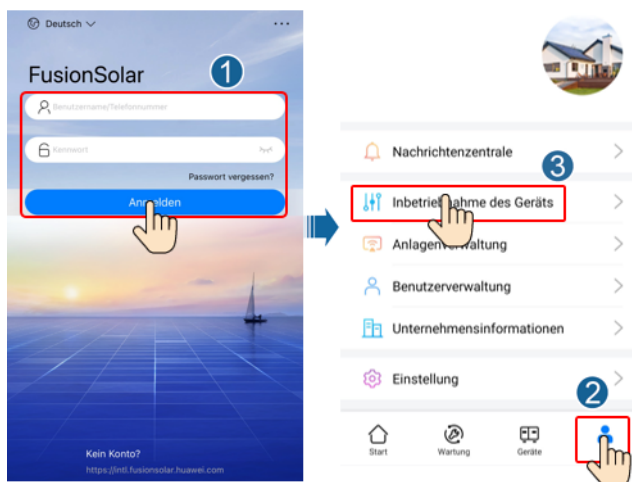 Deutsch
...
FusionSolar
1
Benutzername/Telefonnummer
Kennwort
Passwort vergessen?
Anmelden
Kein Konto?
https://intl.fusionsolar.huawei.com
Nachrichtenzentrale
3
Inbetriebnahme des Geräts
Anlagenverwaltung
Benutzerverwaltung
Unternehmensinformationen
Einstellung
2
Start
Wartung
Geräte